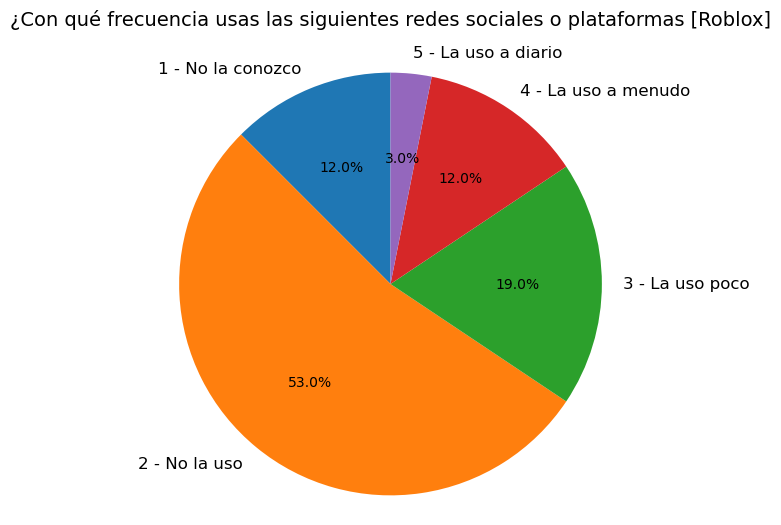 ¿Con qué frecuencia usas las siguientes redes sociales o plataformas [Roblox]
5 - La uso a diario
1 - No la conozco
4 - La uso a menudo
3.0%
12.0%
12.0%
3 - La uso poco
19.0%
53.0%
2 - No la uso